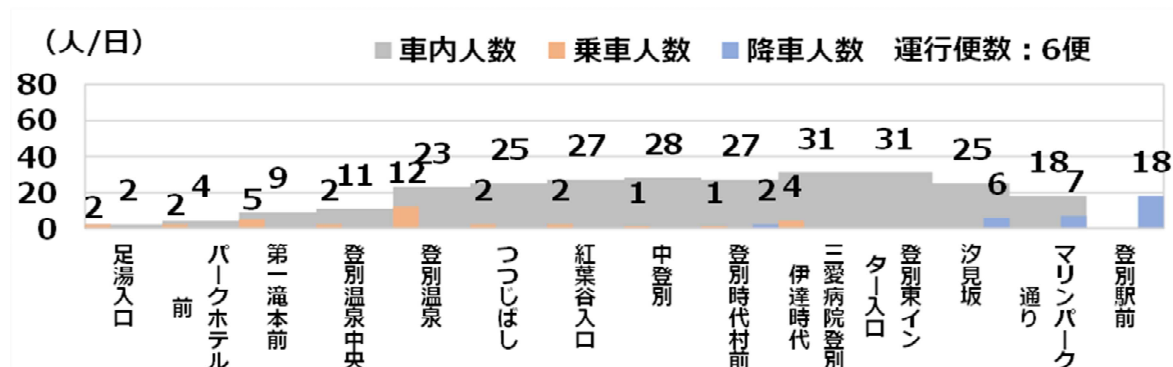 （人/日）
車内人数 乗車人数 降車人数 運行便数：6便
80
60
40
20
0
2 2
2 4
5 9
2 11
12 23
2 25
2 27
1 28
1 27 2
4 31
31
25 6
18 7
18
足湯入口
パークホテル
前
第一滝本前
登別温泉中央
登別温泉
つつじばし
紅葉谷入口
中登別
登別時代村前
三愛病院登別
伊達時代
登別東イン
ター入口
汐見坂
マリンパーク
通り
登別駅前